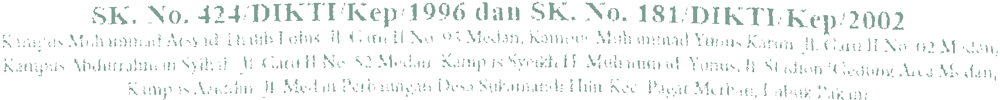 SK. No. 424/DIKTI/Kep/1996 dan SK. No. 181/DIKTI/Kep/2002
Kampus Muhammad Arsyad Thalib Lubis Jl. Garu II No. 93 Medan, Kampus Muhammad Yunus Karim Jl. Garu II No. 02 Medan,
Kampus Abdurrahman Syihab Jl. Garu II No. 52 Medan Kampus Syeikh H. Muhammad Yunus, Jl. Stadion/Gedung Arca Medan,
Kampus Aziddin Jl. Medan Perbaungan Desa Sukamandi Hilir Kec. Pagar Merbau, Lubuk Pakam